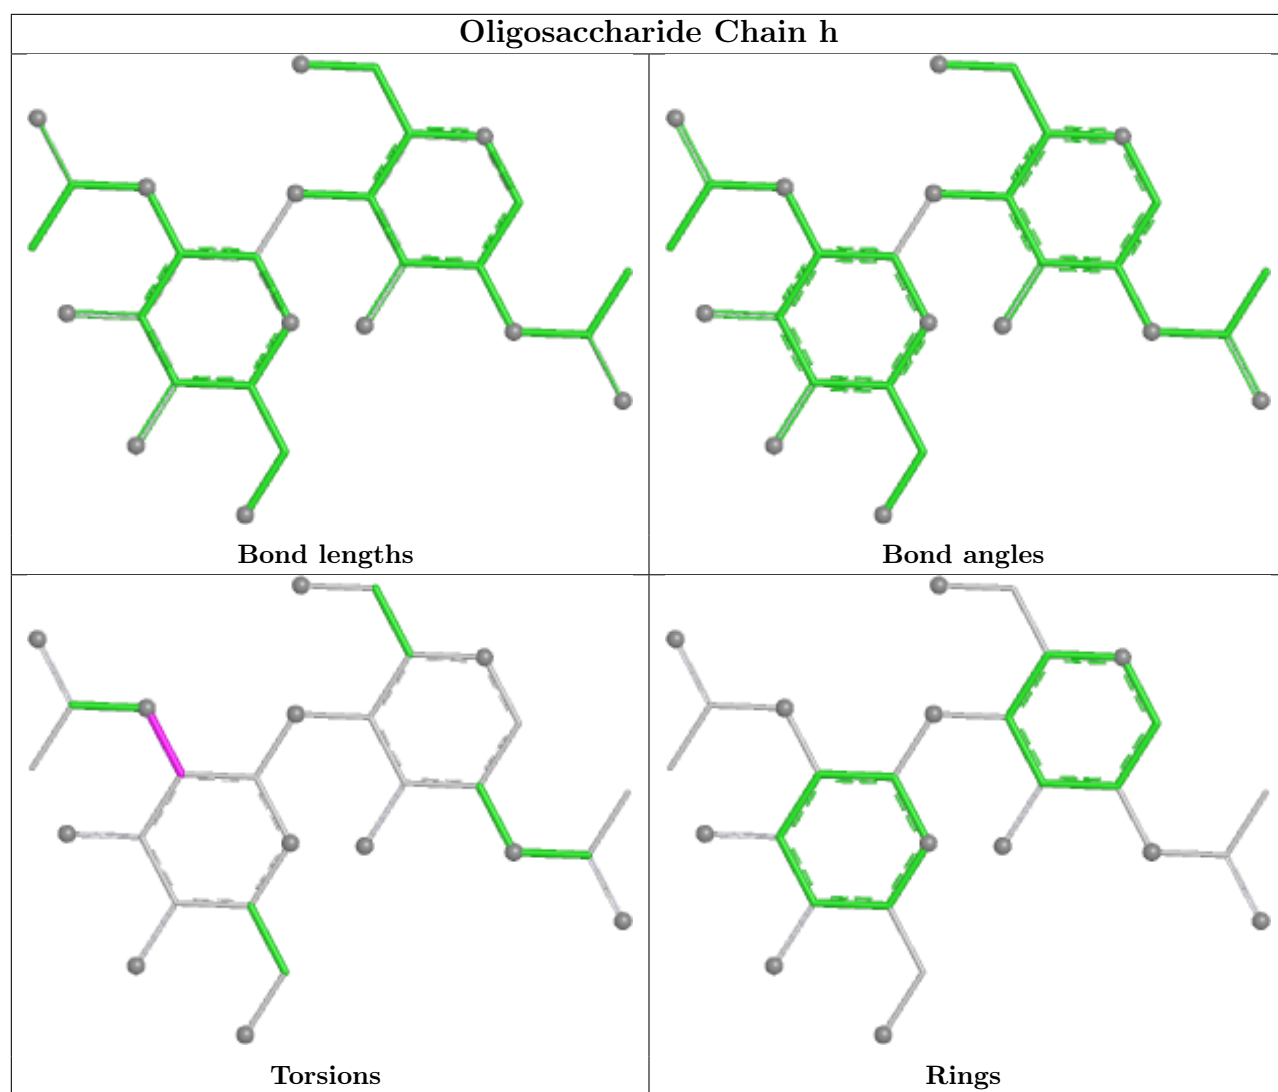 Oligosaccharide Chain h
Bond lengths
Bond angles
Torsions
Rings